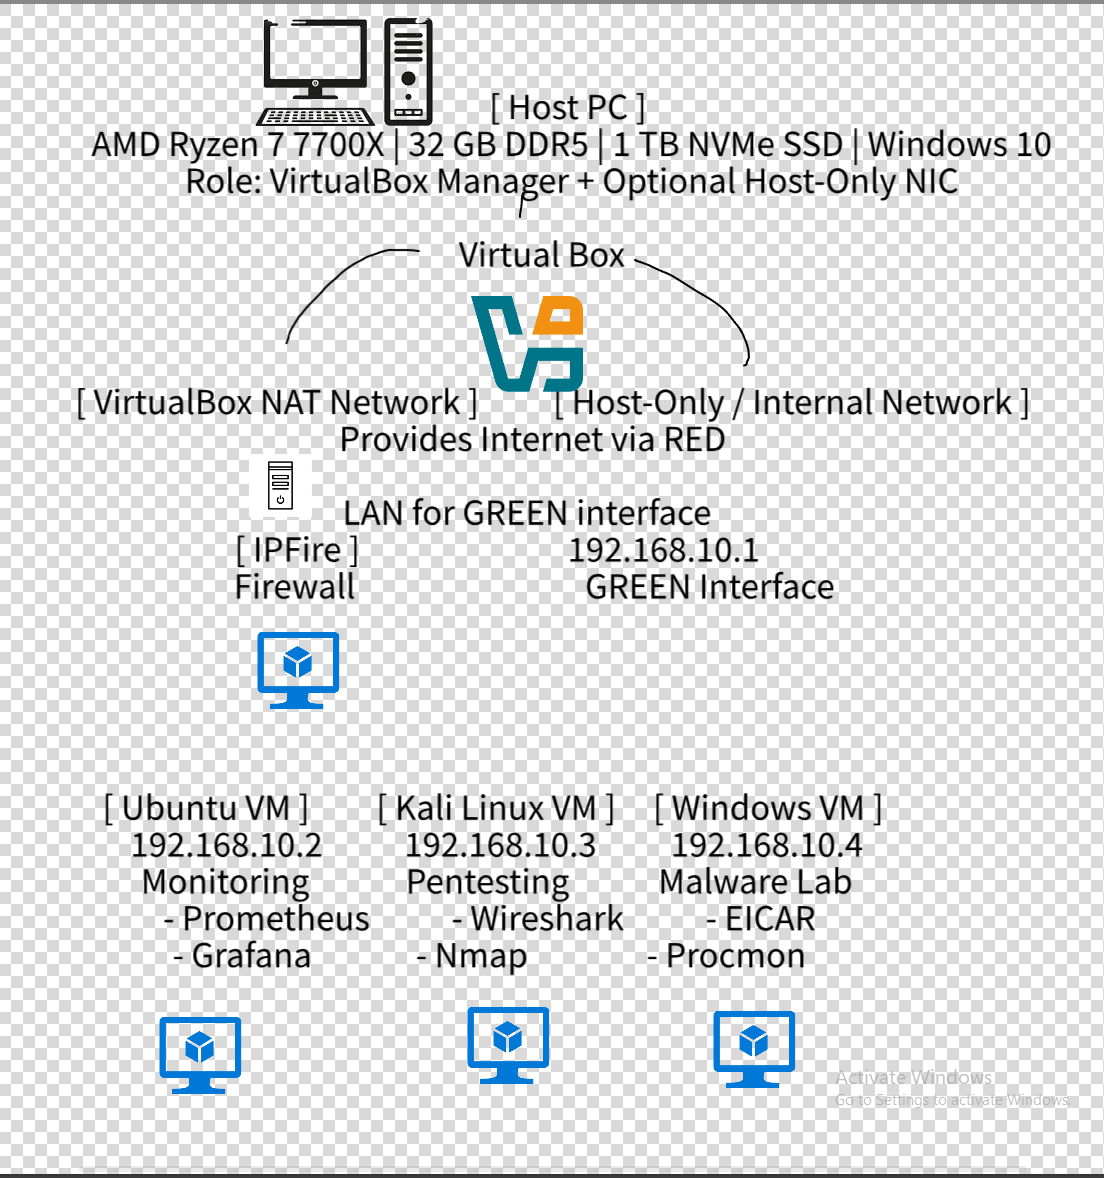 [ Host PC ]
AMD Ryzen 7 7700X | 32 GB DDR5 | 1 TB NVMe SSD | Windows 10
Role: VirtualBox Manager + Optional Host-Only NIC
Virtual Box
[ VirtualBox NAT Network ] [ Host-Only / Internal Network ]
Provides Internet via RED
LAN for GREEN interface
[ IPFire ] 192.168.10.1
Firewall GREEN Interface
[ Ubuntu VM ] [ Kali Linux VM ] [ Windows VM ]
192.168.10.2 192.168.10.3 192.168.10.4
Monitoring Pentesting Malware Lab
- Prometheus - Wireshark - EICAR
- Grafana - Nmap - Procmon
Activate Windows
Go to Settings to activate Windows.